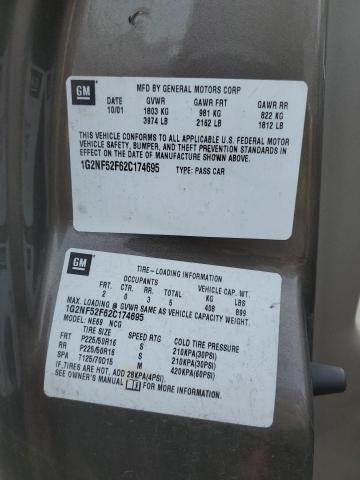 GM
MFD BY GENERAL MOTORS CORP
DATE GVWR GAWR FRT GAWR RR
10/01 1803 KG 981 KG 822 KG
3974 LB 2162 LB 1812 LB
THIS VEHICLE CONFORMS TO ALL APPLICABLE U.S. FEDERAL MOTOR
VEHICLE SAFETY, BUMPER, AND THEFT PREVENTION STANDARDS IN
EFFECT ON THE DATE OF MANUFACTURE SHOWN ABOVE.
1G2NF52F62C174695 TYPE: PASS CAR
GM
TIRE-LOADING INFORMATION
OCCUPANTS VEHICLE CAP. WT.
FRT. CTR. RR. TOTAL KG LBS
2 0 3 5 408 899
MAX. LOADING @ GVWR SAME AS VEHICLE CAPACITY WEIGHT.
1G2NF52F62C174695
NE69 NCG
TIRE SIZE SPEED RTG COLD TIRE PRESSURE
FRT P225/50R16 S 210KPA(30PSI)
RR P225/50R16 S 210KPA(30PSI)
SPA T125/70D15 M 420KPA(60PSI)
IF TIRES ARE HOT, ADD 28KPA(4PSI).
SEE OWNER'S MANUAL FOR MORE INFORMATION.